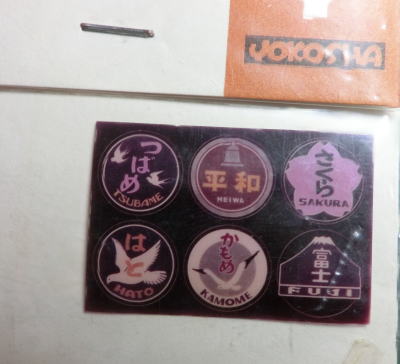 YOKOSHA
つばめ
TSUBAME
平和
HEIWA
さくら
SAKURA
はと
HATO
かもめ
KAMOME
富士
FUJI